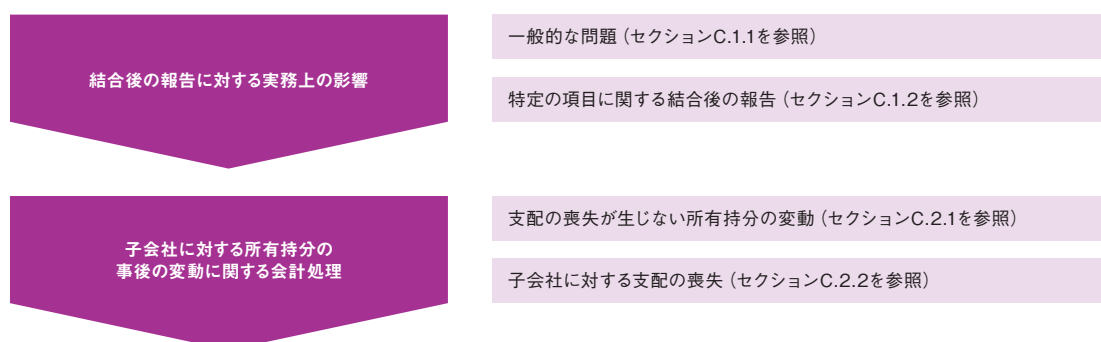 結合後の報告に対する実務上の影響
一般的な問題（セクションC.1.1を参照）
特定の項目に関する結合後の報告（セクションC.1.2を参照）
子会社に対する所有持分の
事後の変動に関する会計処理
支配の喪失が生じない所有持分の変動（セクションC.2.1を参照）
子会社に対する支配の喪失（セクションC.2.2を参照）